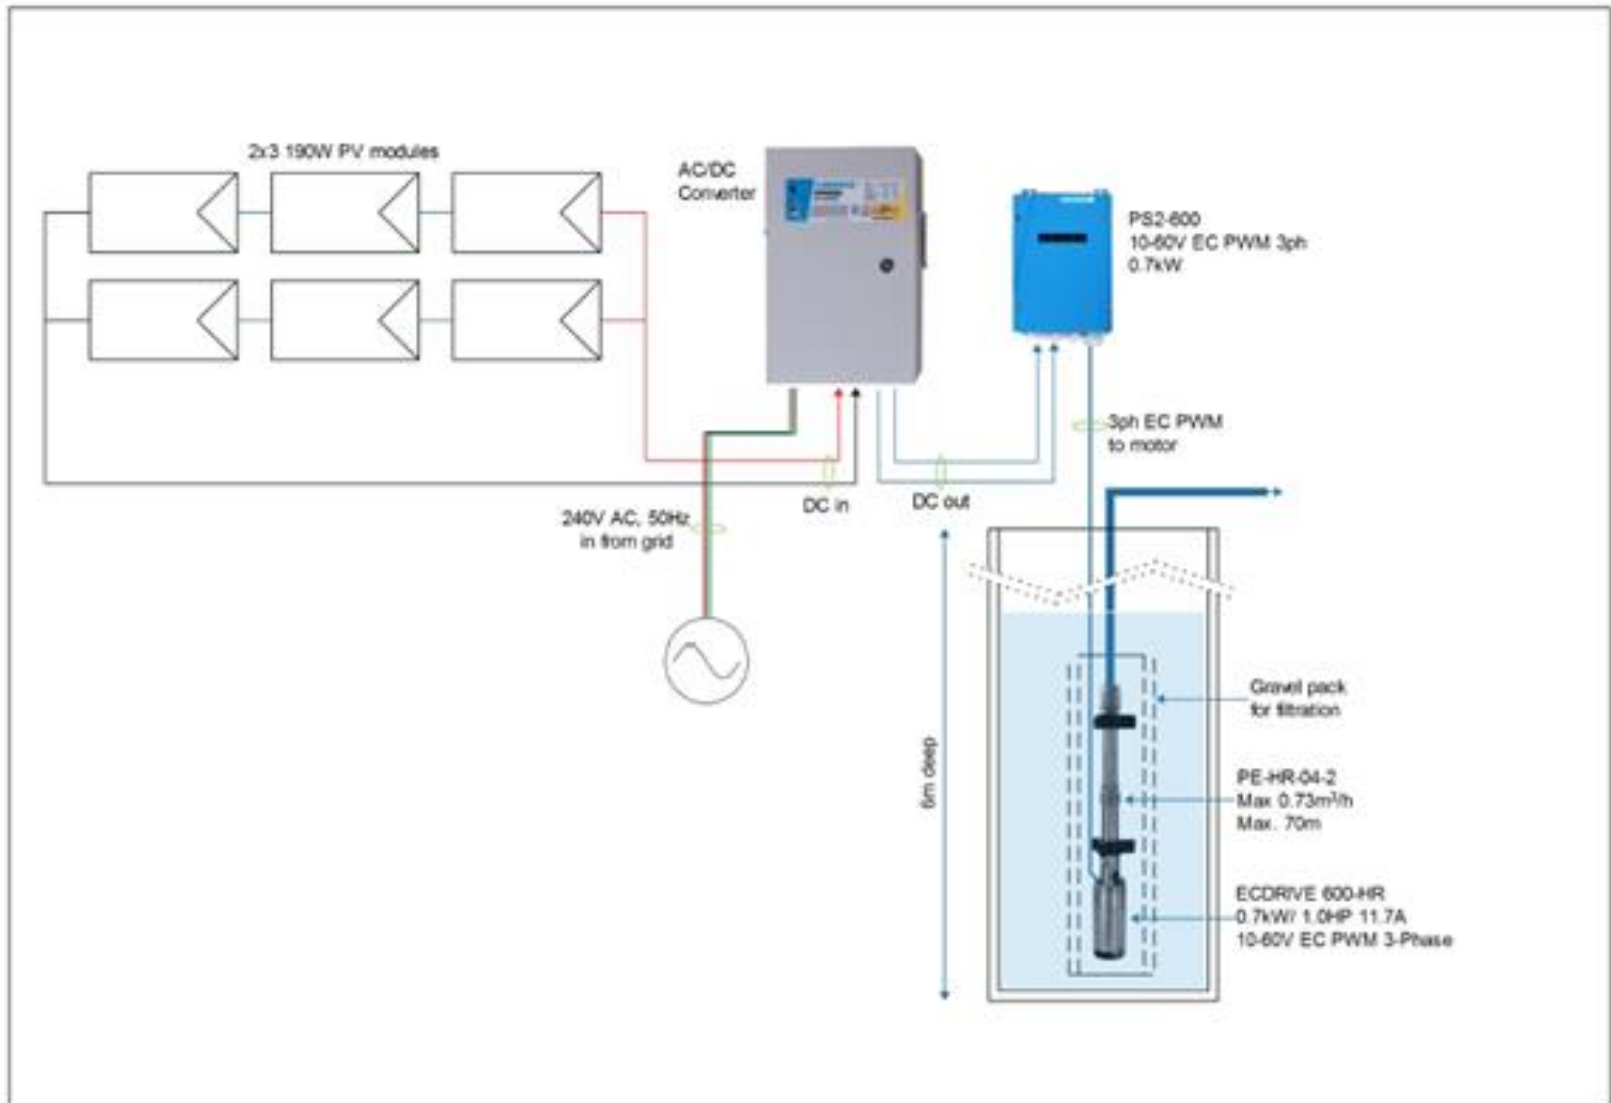 2x3 190W PV modules
AC/DC
Converter
PS2-600
10-60V EC PWM 3ph
0.7kW
3ph EC PWM
to motor
DC in
DC out
240V AC, 50Hz
in from grid
6m deep
Gravel pack
for filtration
PE-HR-04-2
Max 0.73m³/h
Max. 70m
ECDRIVE 600-HR
0.7kW/ 1.0HP 11.7A
10-60V EC PWM 3-Phase